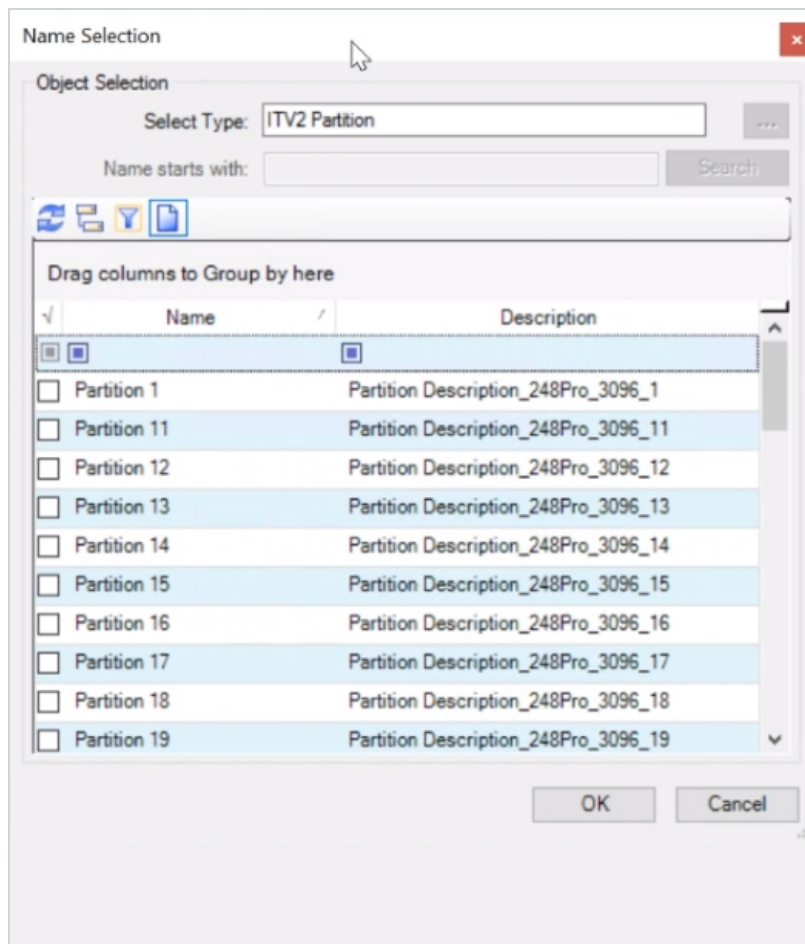 Name Selection
Object Selection
Select Type: ITV2 Partition ...
Name starts with: Search
Drag columns to Group by here
√ Name / Description
Partition 1 Partition Description_248Pro_3096_1
Partition 11 Partition Description_248Pro_3096_11
Partition 12 Partition Description_248Pro_3096_12
Partition 13 Partition Description_248Pro_3096_13
Partition 14 Partition Description_248Pro_3096_14
Partition 15 Partition Description_248Pro_3096_15
Partition 16 Partition Description_248Pro_3096_16
Partition 17 Partition Description_248Pro_3096_17
Partition 18 Partition Description_248Pro_3096_18
Partition 19 Partition Description_248Pro_3096_19
OK Cancel